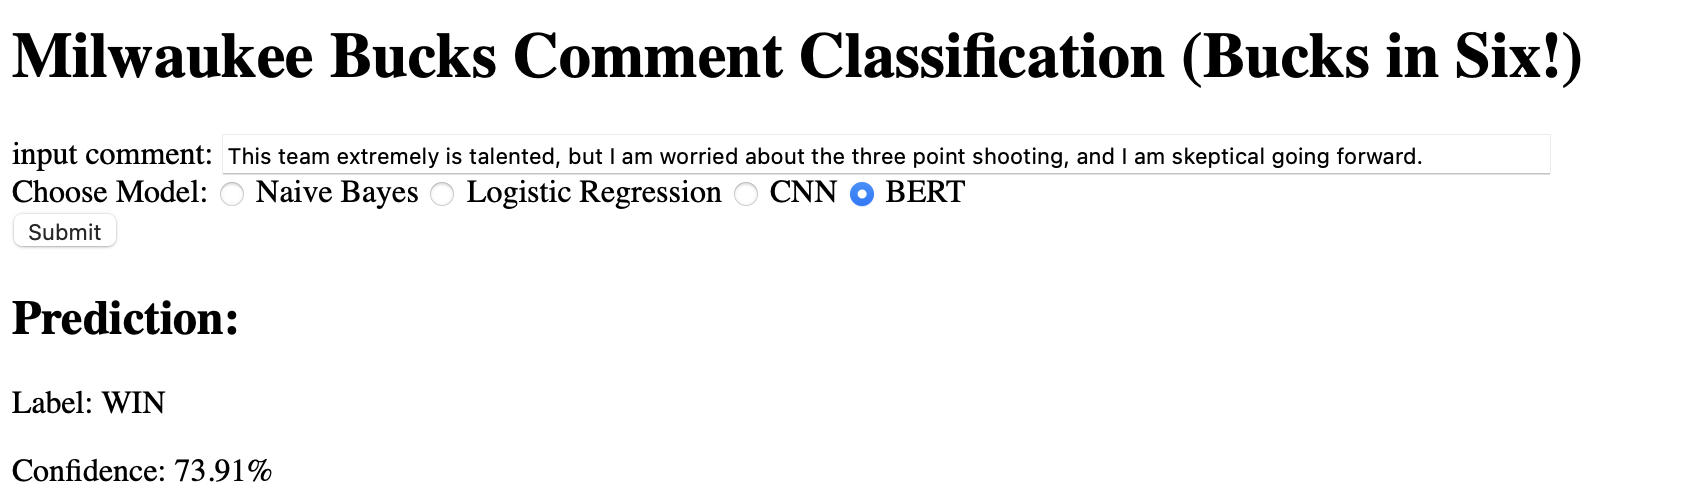 Milwaukee Bucks Comment Classification (Bucks in Six!)
input comment: This team extremely is talented, but I am worried about the three point shooting, and I am skeptical going forward.
Choose Model: Naive Bayes Logistic Regression CNN BERT
Submit
Prediction:
Label: WIN
Confidence: 73.91%